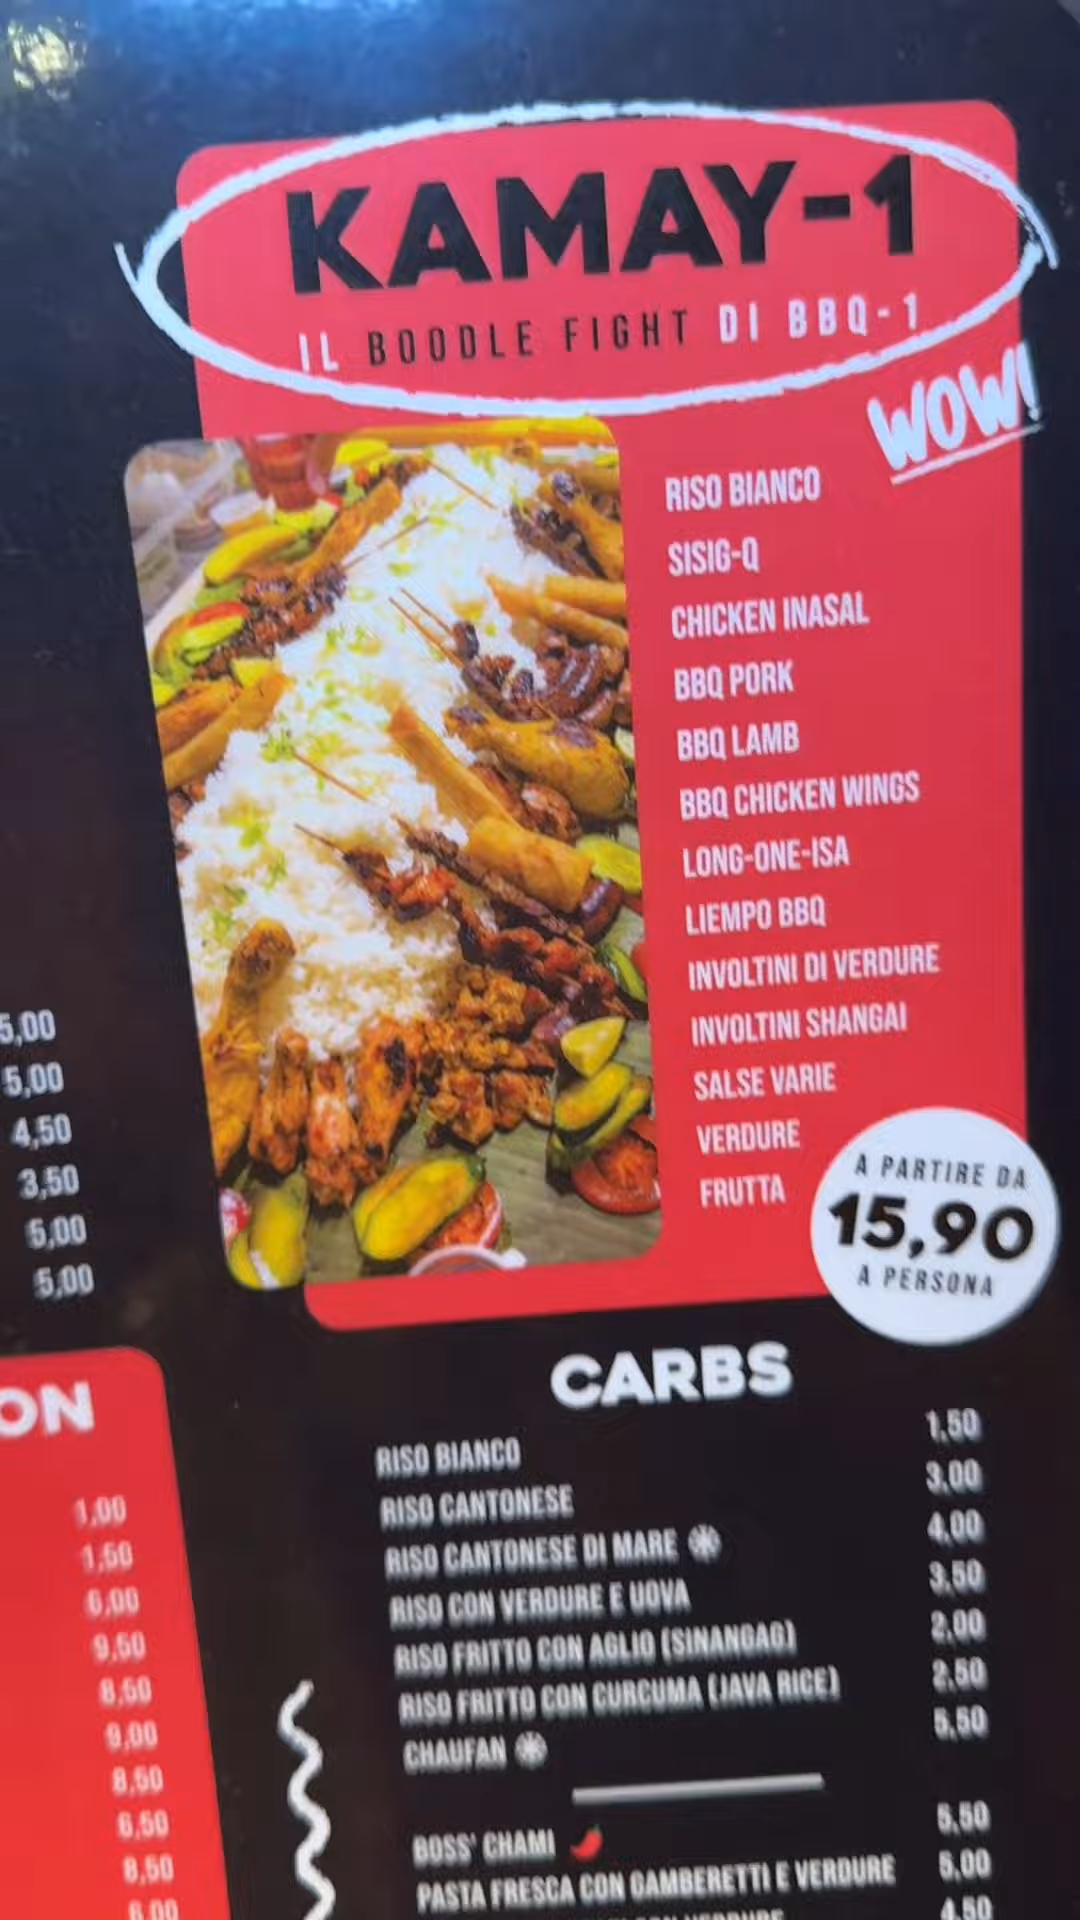 KAMAY-1
IL BOODLE FIGHT DI BBQ-1
WOW!
RISO BIANCO
SISIG-Q
CHICKEN INASAL
BBQ PORK
BBQ LAMB
BBQ CHICKEN WINGS
LONG-ONE-ISA
LIEMPO BBQ
INVOLTINI DI VERDURE
INVOLTINI SHANGAI
SALSE VARIE
VERDURE
FRUTTA
A PARTIRE DA
15,90
A PERSONA
5,00
5,00
4,50
3,50
5,00
5,00
ON
1,00
1,50
6,00
9,50
8,50
9,00
8,50
6,50
8,50
6,00
CARBS
RISO BIANCO 1,50
RISO CANTONESE 3,00
RISO CANTONESE DI MARE 4,00
RISO CON VERDURE E UOVA 3,50
RISO FRITTO CON AGLIO (SINANGAG) 2,00
RISO FRITTO CON CURCUMA (JAVA RICE) 2,50
CHAUFAN 5,50
BOSS' CHAMI 5,50
PASTA FRESCA CON GAMBERETTI E VERDURE 5,00
4,50